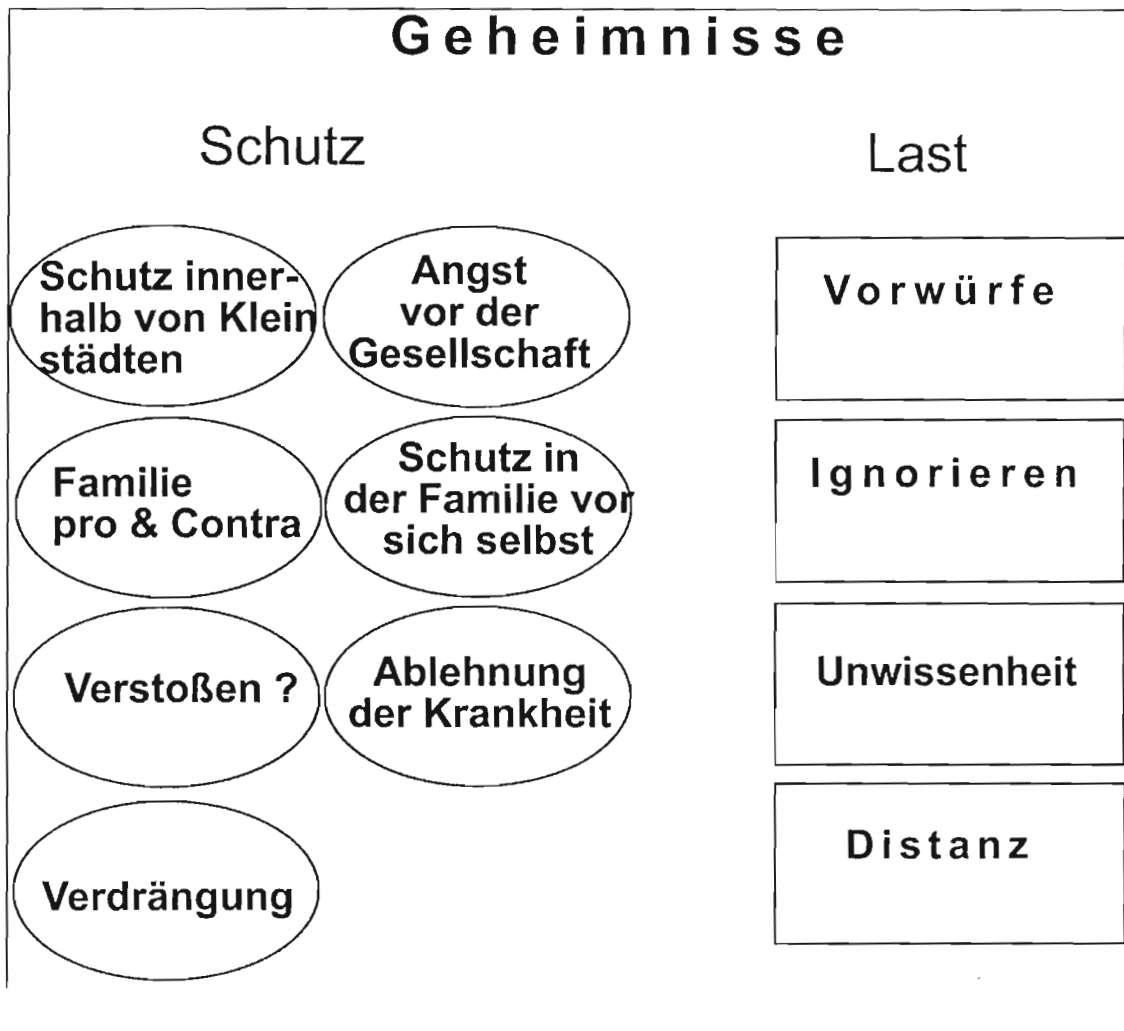 Geheimnisse
Schutz
Last
Schutz inner-
halb von Klein
städten
Angst
vor der
Gesellschaft
Vorwürfe
Familie
pro & Contra
Schutz in
der Familie vor
sich selbst
Ignorieren
Verstoßen ?
Ablehnung
der Krankheit
Unwissenheit
Verdrängung
Distanz